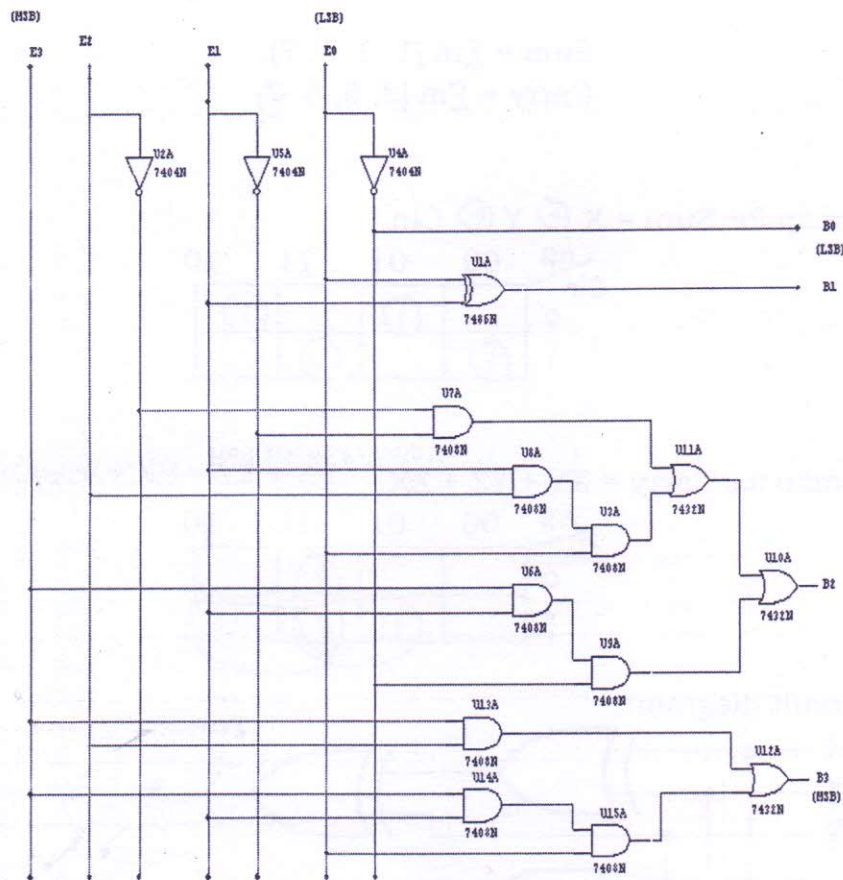 (MSB)
(LSB)
E3
E2
E1
E0
U2A
7404N
U5A
7404N
U4A
7404N
B0
(LSB)
U1A
B1
7486N
U7A
7408N
U8A
U11A
7408N
7432N
U3A
7408N
U10A
B2
U6A
7432N
7408N
U9A
7408N
U13A
7408N
U12A
U14A
B3
(MSB)
7432N
7408N
U15A
7408N